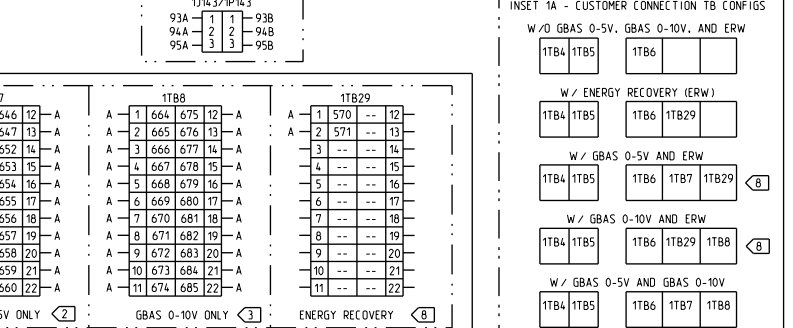 1J143/1P143
93A 1 1 93B
94A 2 2 94B
95A 3 3 95B
1TB8
A 1 664 675 12 A
A 2 665 676 13 A
A 3 666 677 14 A
A 4 667 678 15 A
A 5 668 679 16 A
A 6 669 680 17 A
A 7 670 681 18 A
A 8 671 682 19 A
A 9 672 683 20 A
A 10 673 684 21 A
A 11 674 685 22 A
GBAS 0-10V ONLY 3
646 12 A
647 13 A
652 14 A
653 15 A
654 16 A
655 17 A
656 18 A
657 19 A
658 20 A
659 21 A
660 22 A
5V ONLY 2
1TB29
A 1 570 -- 12
A 2 571 -- 13
3 -- -- 14
4 -- -- 15
5 -- -- 16
6 -- -- 17
7 -- -- 18
8 -- -- 19
9 -- -- 20
10 -- -- 21
11 -- -- 22
ENERGY RECOVERY 8
INSET 1A - CUSTOMER CONNECTION TB CONFIGS
W/O GBAS 0-5V, GBAS 0-10V, AND ERW
1TB4 1TB5 1TB6
W/ ENERGY RECOVERY (ERW)
1TB4 1TB5 1TB6 1TB29
W/ GBAS 0-5V AND ERW
1TB4 1TB5 1TB6 1TB7 1TB29 8
W/ GBAS 0-10V AND ERW
1TB4 1TB5 1TB6 1TB29 1TB8 8
W/ GBAS 0-5V AND GBAS 0-10V
1TB4 1TB5 1TB6 1TB7 1TB8